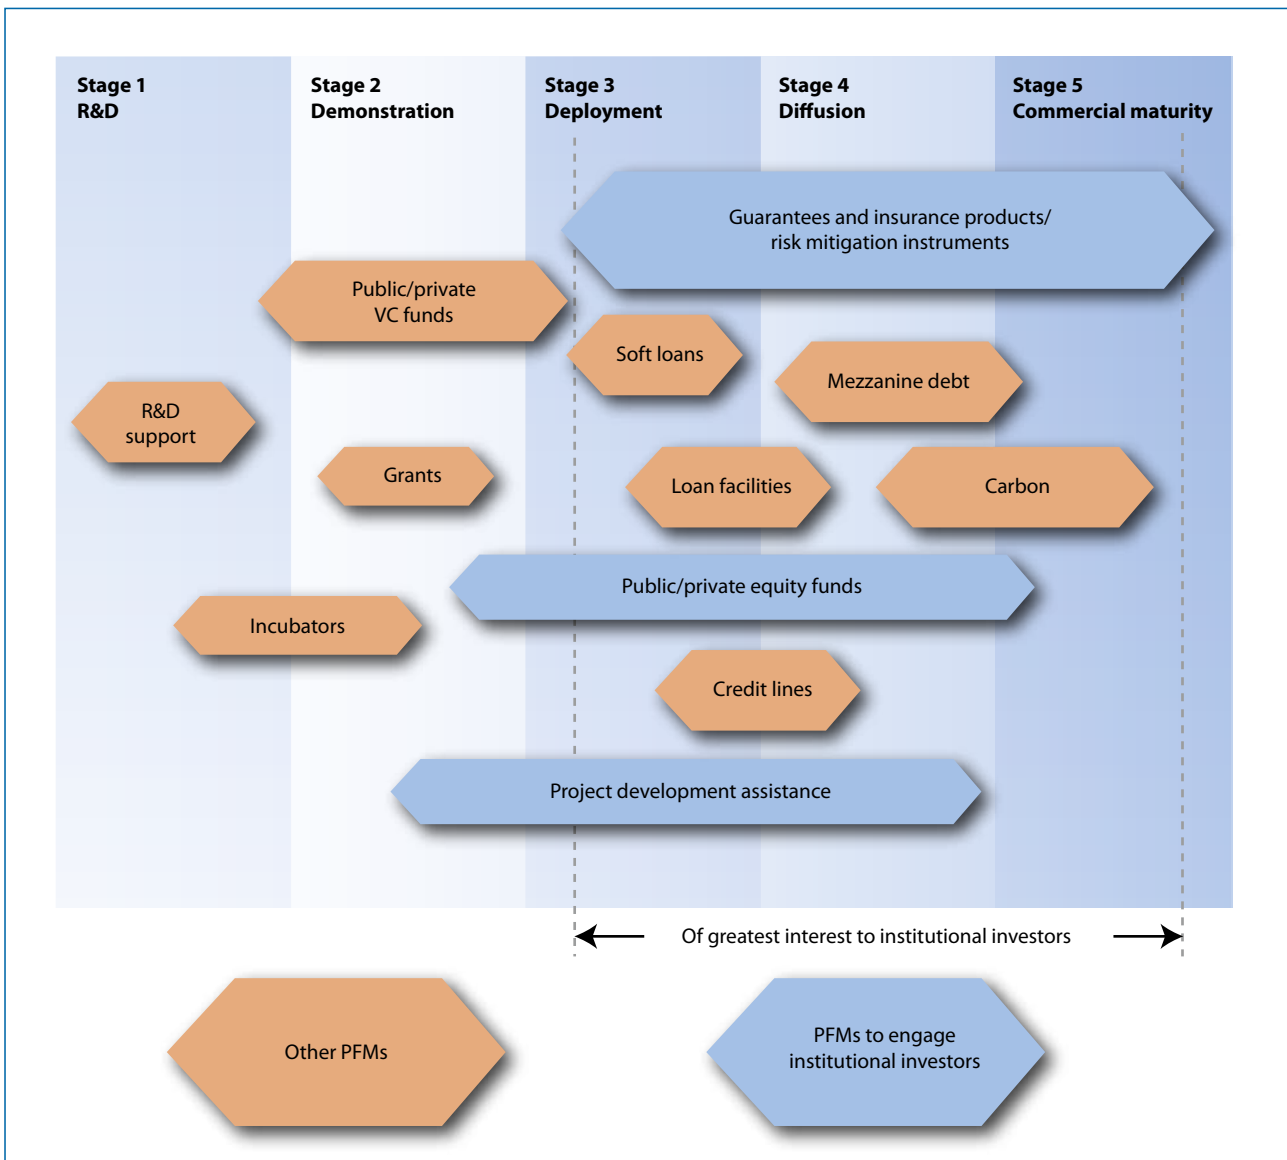 Stage 1
R&D
Stage 2
Demonstration
Stage 3
Deployment
Stage 4
Diffusion
Stage 5
Commercial maturity
Guarantees and insurance products/
risk mitigation instruments
Public/private
VC funds
Soft loans
Mezzanine debt
R&D
support
Grants
Loan facilities
Carbon
Public/private equity funds
Incubators
Credit lines
Project development assistance
Of greatest interest to institutional investors
Other PFMs
PFMs to engage
institutional investors